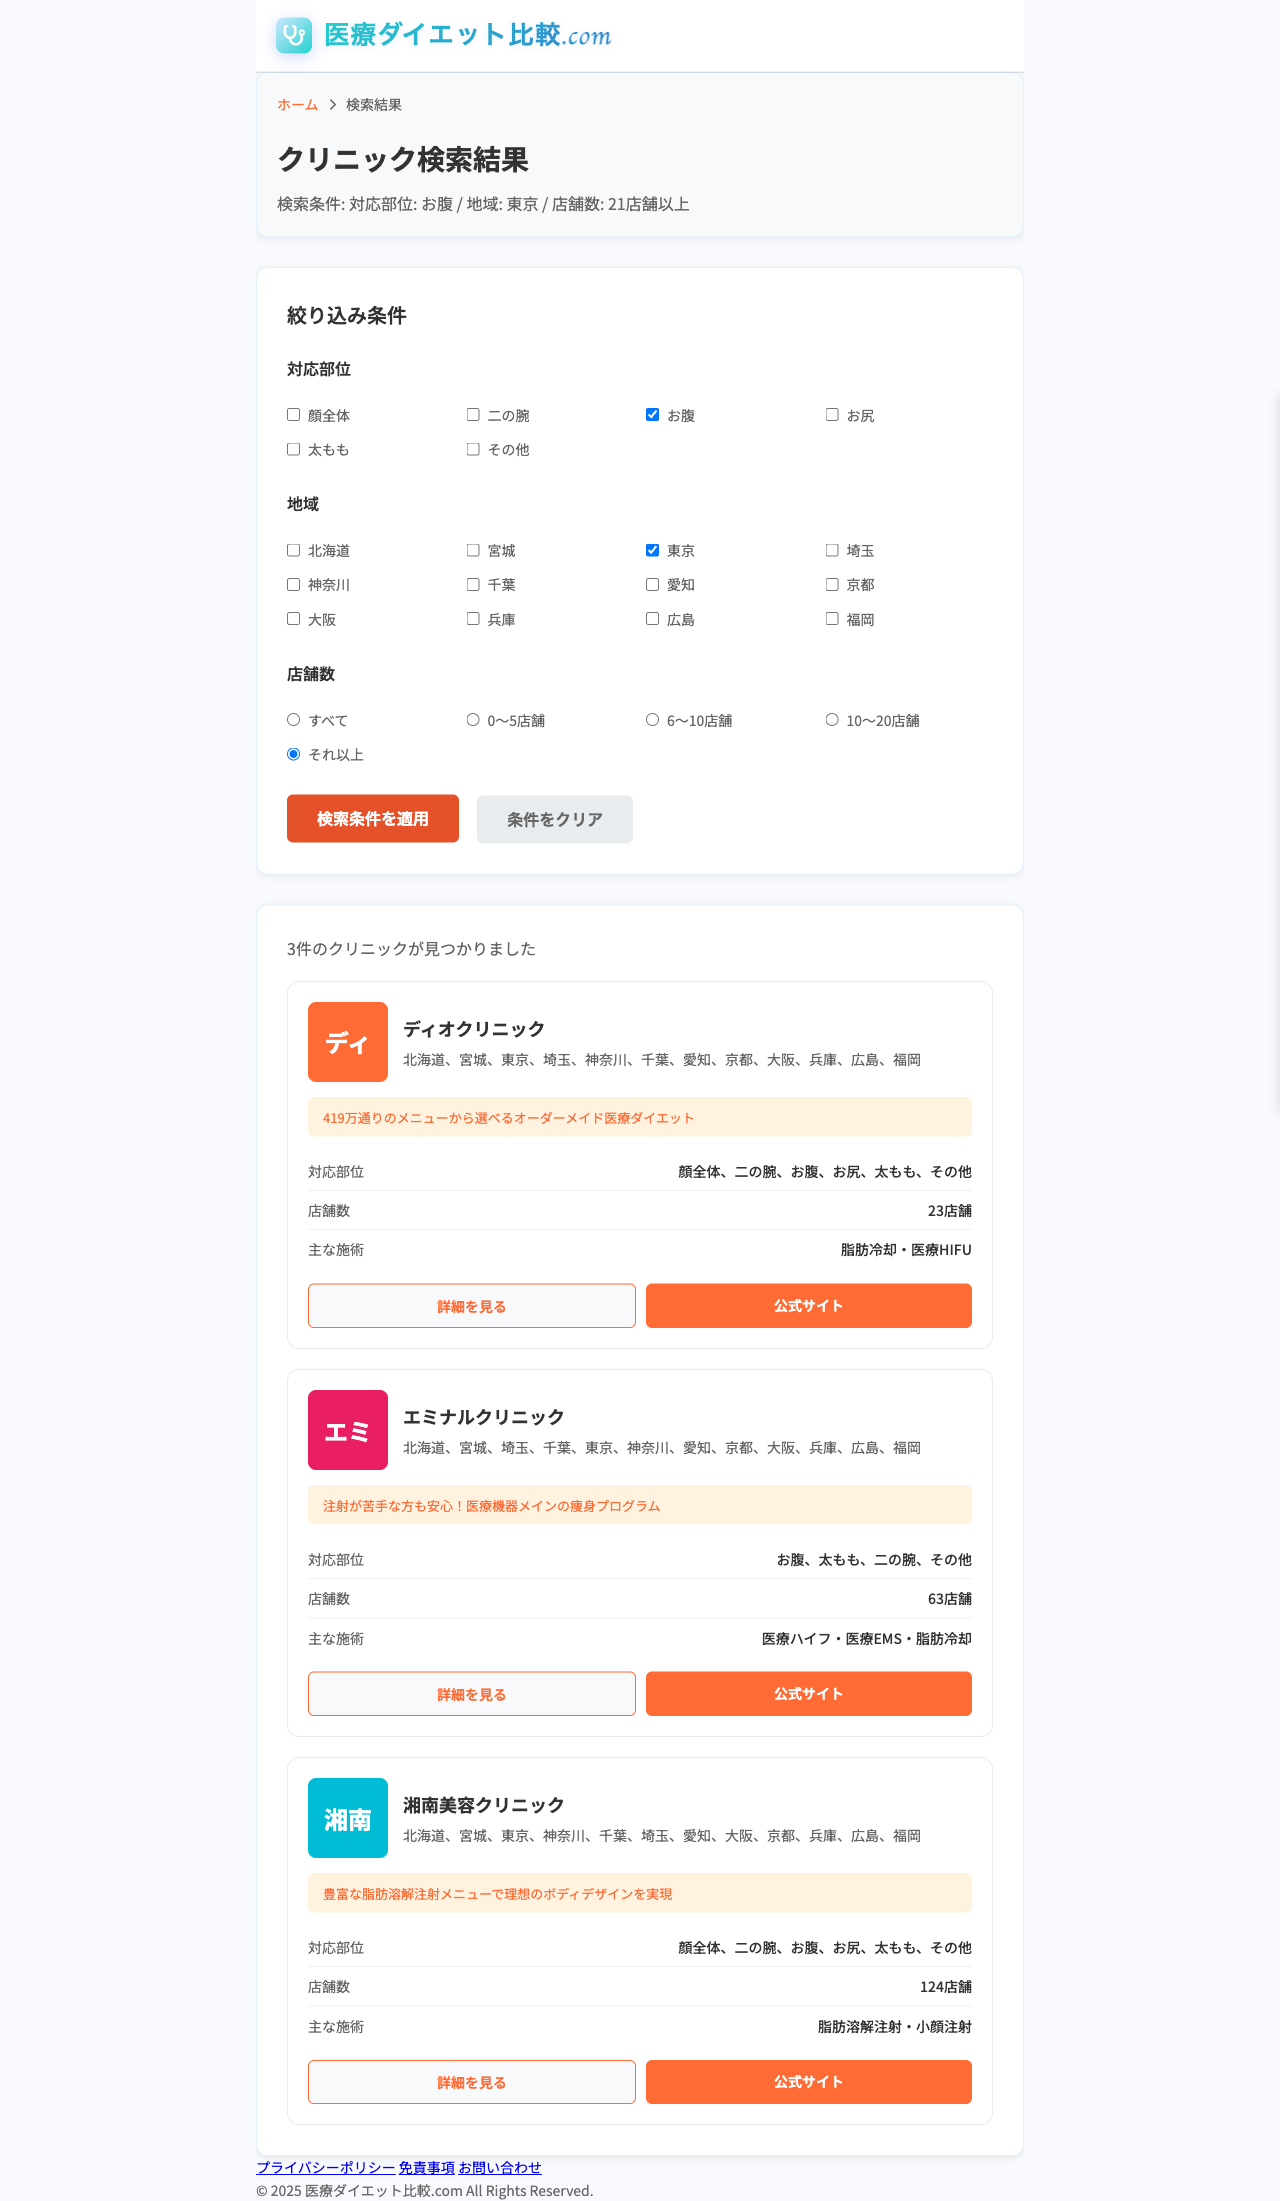 医療ダイエット比較.com
ホーム > 検索結果
クリニック検索結果
検索条件: 対応部位: お腹 / 地域: 東京 / 店舗数: 21店舗以上
絞り込み条件
対応部位
顔全体 二の腕 お腹 お尻
太もも その他
地域
北海道 宮城 東京 埼玉
神奈川 千葉 愛知 京都
大阪 兵庫 広島 福岡
店舗数
すべて 0〜5店舗 6〜10店舗 10〜20店舗
それ以上
検索条件を適用 条件をクリア
3件のクリニックが見つかりました
ディ
ディオクリニック
北海道、宮城、東京、埼玉、神奈川、千葉、愛知、京都、大阪、兵庫、広島、福岡
419万通りのメニューから選べるオーダーメイド医療ダイエット
対応部位 顔全体、二の腕、お腹、お尻、太もも、その他
店舗数 23店舗
主な施術 脂肪冷却・医療HIFU
詳細を見る 公式サイト
エミ
エミナルクリニック
北海道、宮城、埼玉、千葉、東京、神奈川、愛知、京都、大阪、兵庫、広島、福岡
注射が苦手な方も安心！医療機器メインの痩身プログラム
対応部位 お腹、太もも、二の腕、その他
店舗数 63店舗
主な施術 医療ハイフ・医療EMS・脂肪冷却
詳細を見る 公式サイト
湘南
湘南美容クリニック
北海道、宮城、東京、神奈川、千葉、埼玉、愛知、大阪、京都、兵庫、広島、福岡
豊富な脂肪溶解注射メニューで理想のボディデザインを実現
対応部位 顔全体、二の腕、お腹、お尻、太もも、その他
店舗数 124店舗
主な施術 脂肪溶解注射・小顔注射
詳細を見る 公式サイト
プライバシーポリシー 免責事項 お問い合わせ
© 2025 医療ダイエット比較.com All Rights Reserved.